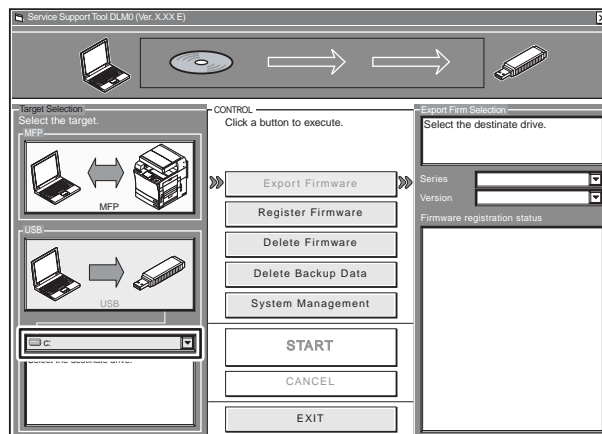 Service Support Tool DLM0 (Ver. X.XX E)
Target Selection
Select the target.
MFP
MFP
USB
USB
C:
Select the destinate drive.
CONTROL
Click a button to execute.
Export Firmware
Register Firmware
Delete Firmware
Delete Backup Data
System Management
START
CANCEL
EXIT
Export Firm Selection
Select the destinate drive.
Series
Version
Firmware registration status